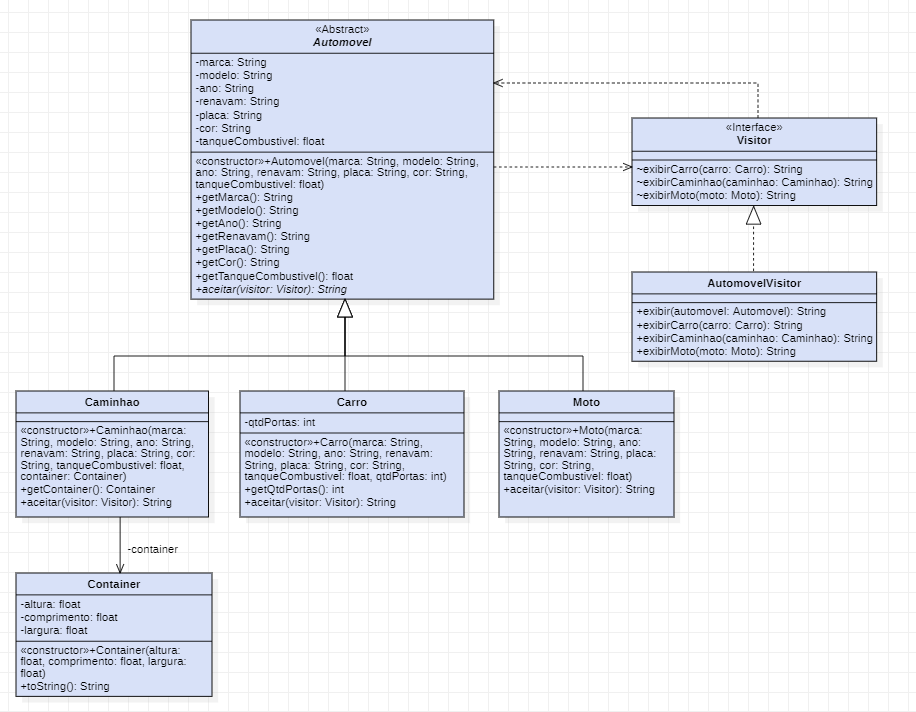 «Abstract»
Automovel
-marca: String
-modelo: String
-ano: String
-renavam: String
-placa: String
-cor: String
-tanqueCombustivel: float
«constructor»+Automovel(marca: String, modelo: String,
ano: String, renavam: String, placa: String, cor: String,
tanqueCombustivel: float)
+getMarca(): String
+getModelo(): String
+getAno(): String
+getRenavam(): String
+getPlaca(): String
+getCor(): String
+getTanqueCombustivel(): float
+aceitar(visitor: Visitor): String
«Interface»
Visitor
~exibirCarro(carro: Carro): String
~exibirCaminhao(caminhao: Caminhao): String
~exibirMoto(moto: Moto): String
AutomovelVisitor
+exibir(automovel: Automovel): String
+exibirCarro(carro: Carro): String
+exibirCaminhao(caminhao: Caminhao): String
+exibirMoto(moto: Moto): String
Caminhao
«constructor»+Caminhao(marca:
String, modelo: String, ano: String,
renavam: String, placa: String, cor:
String, tanqueCombustivel: float,
container: Container)
+getContainer(): Container
+aceitar(visitor: Visitor): String
Carro
-qtdPortas: int
«constructor»+Carro(marca: String,
modelo: String, ano: String, renavam:
String, placa: String, cor: String,
tanqueCombustivel: float, qtdPortas: int)
+getQtdPortas(): int
+aceitar(visitor: Visitor): String
Moto
«constructor»+Moto(marca:
String, modelo: String, ano:
String, renavam: String, placa:
String, cor: String,
tanqueCombustivel: float)
+aceitar(visitor: Visitor): String
-container
Container
-altura: float
-comprimento: float
-largura: float
«constructor»+Container(altura:
float, comprimento: float, largura:
float)
+toString(): String